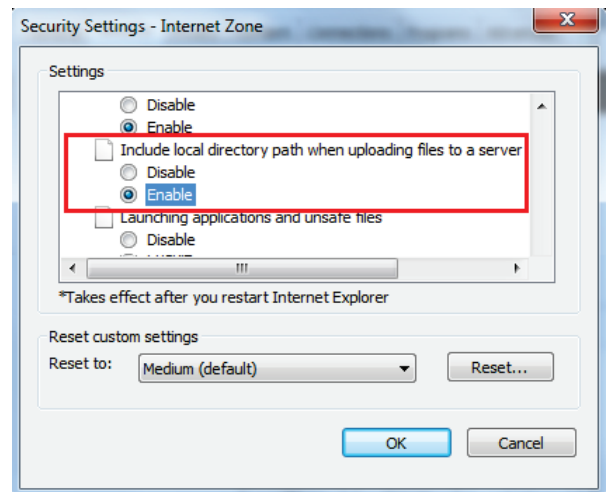 Security Settings - Internet Zone
Settings
Disable
Enable
Include local directory path when uploading files to a server
Disable
Enable
Launching applications and unsafe files
Disable
*Takes effect after you restart Internet Explorer
Reset custom settings
Reset to: Medium (default) Reset...
OK Cancel